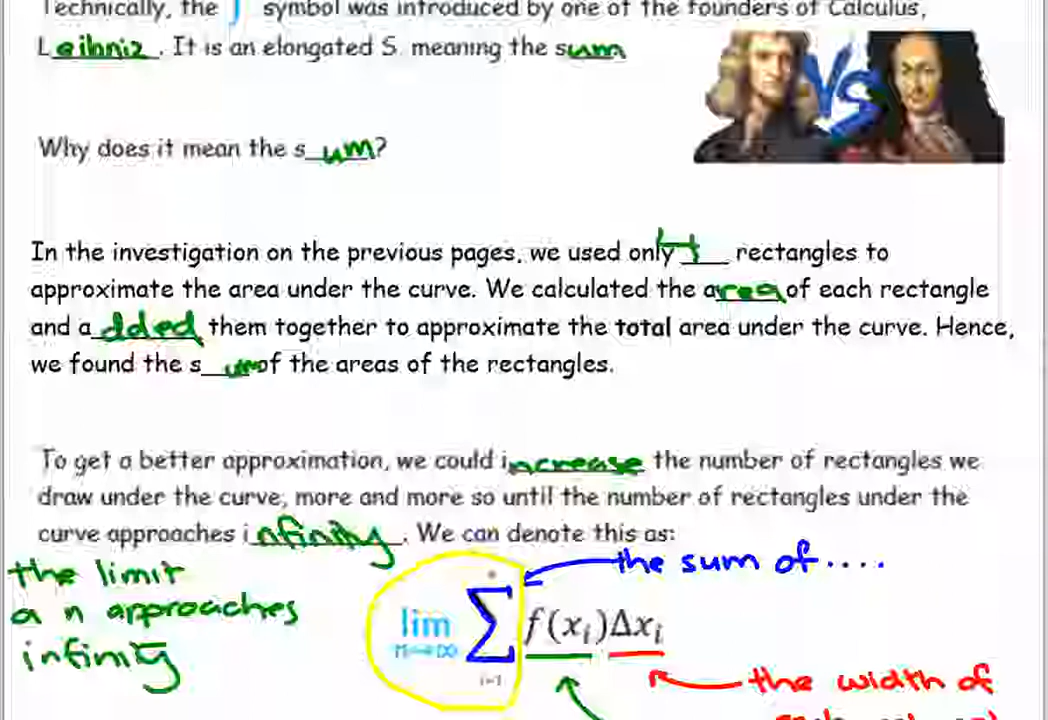 Technically, the ∫ symbol was introduced by one of the founders of Calculus,
Leibniz. It is an elongated S. meaning the sum
VS
Why does it mean the sum?
In the investigation on the previous pages, we used only 4 rectangles to
approximate the area under the curve. We calculated the area of each rectangle
and added them together to approximate the total area under the curve. Hence,
we found the sum of the areas of the rectangles.
To get a better approximation, we could increase the number of rectangles we
draw under the curve, more and more so until the number of rectangles under the
curve approaches infinity. We can denote this as:
the limit
a n approaches
infinity
the sum of....
lim n→∞ Σ i=1 f(xᵢ)Δxᵢ
the width of